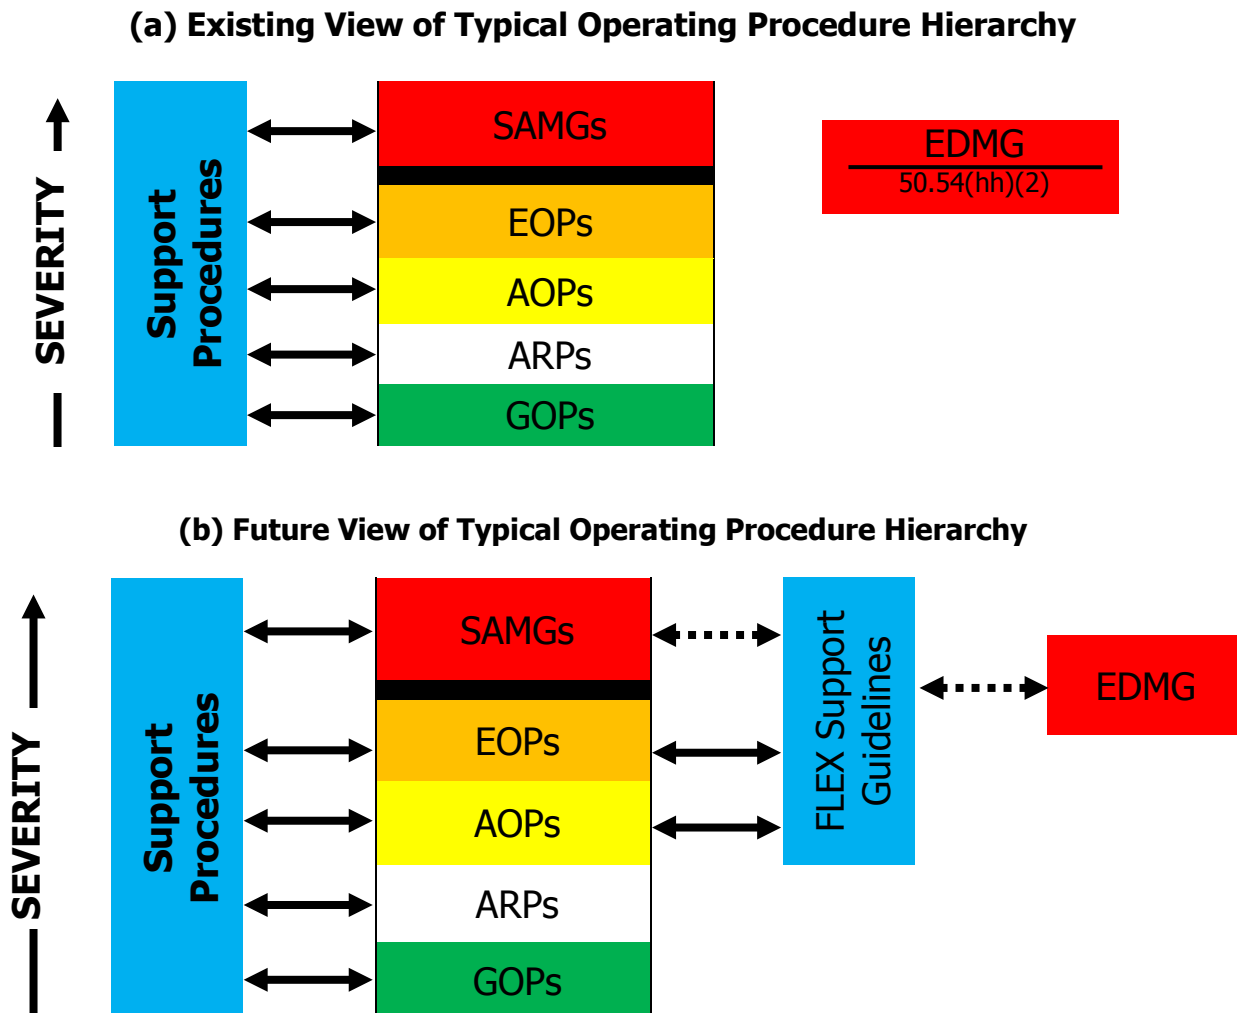 (a) Existing View of Typical Operating Procedure Hierarchy
SEVERITY
Support
Procedures
SAMGs
EOPs
AOPs
ARPs
GOPs
EDMG
50.54(hh)(2)
(b) Future View of Typical Operating Procedure Hierarchy
SEVERITY
Support
Procedures
SAMGs
EOPs
AOPs
ARPs
GOPs
FLEX Support
Guidelines
EDMG